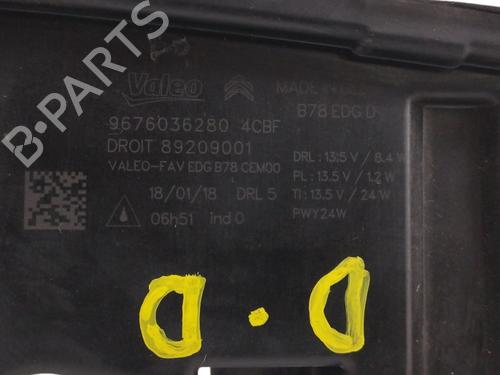 Valeo
MADE
B78 EDG D
9676036280 4CBF
DROIT 89209001
VALEO-FAV EDG B78 CEM00
18/01/18 DRL 5
06h51 Ind 0
DRL : 13.5 V / 8.4 W
PL : 13.5 V / 1.2 W
TI : 13.5 V / 24 W
PWY24W
D.D
B-PARTS